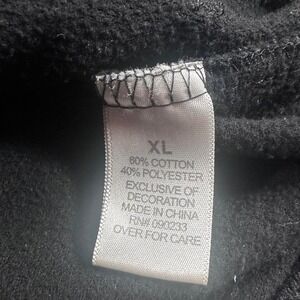 XL
60% COTTON
40% POLYESTER
EXCLUSIVE OF
DECORATION
MADE IN CHINA
RN# 090233
OVER FOR CARE